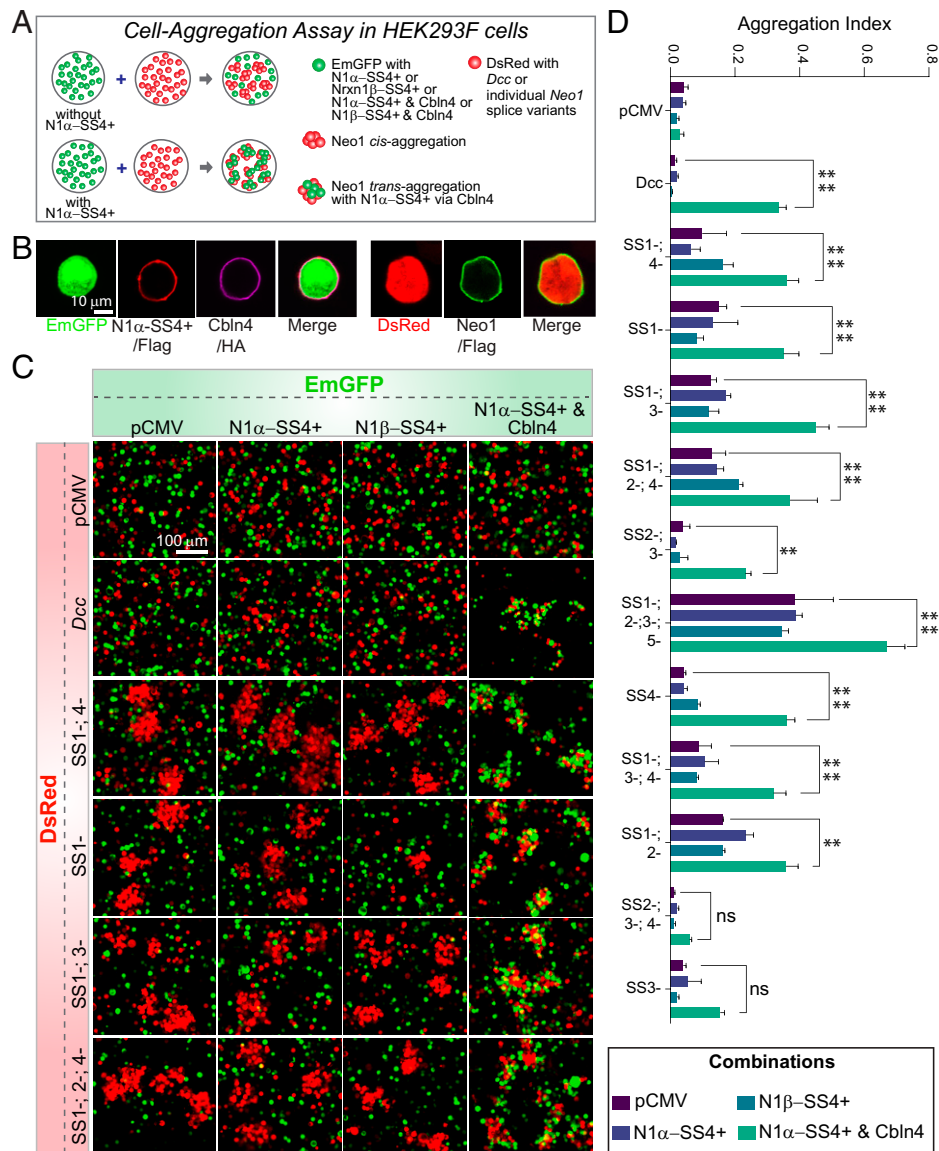 A
Cell-Aggregation Assay in HEK293F cells
without
N1α-SS4+
with
N1α-SS4+
EmGFP with
N1α-SS4+ or
Nrxn1β-SS4+ or
N1α-SS4+ & Cbln4 or
N1β-SS4+ & Cbln4
DsRed with
Dcc or
individual Neo1
splice variants
Neo1 cis-aggregation
Neo1 trans-aggregation
with N1α-SS4+ via Cbln4
B
10 µm
EmGFP
N1α-SS4+
/Flag
Cbln4
/HA
Merge
DsRed
Neo1
/Flag
Merge
C
EmGFP
pCMV
N1α-SS4+
N1β-SS4+
N1α-SS4+ &
Cbln4
DsRed
pCMV
100 µm
Dcc
SS1-; 4-
SS1-
SS1-; 3-
SS1-; 2-; 4-
D
Aggregation Index
0.0
0.2
0.4
0.6
0.8
pCMV
Dcc
****
SS1-;
4-
****
SS1-
****
SS1-;
3-
****
SS1-;
2-; 4-
****
SS2-;
3-
**
SS1-;
2-;3-;
5-
****
SS4-
****
SS1-;
3-; 4-
****
SS1-;
2-
**
SS2-;
3-; 4-
ns
SS3-
ns
Combinations
pCMV
N1β-SS4+
N1α-SS4+
N1α-SS4+ & Cbln4